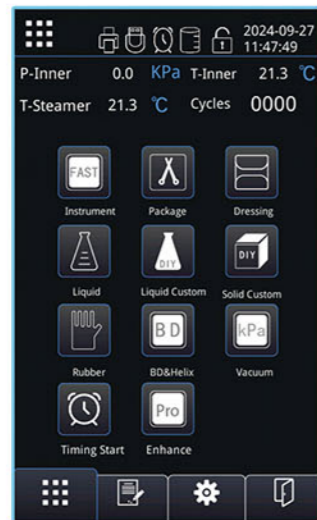 2024-09-27
11:47:49
P-Inner 0.0 KPa T-Inner 21.3 ℃
T-Steamer 21.3 ℃ Cycles 0000
FAST
Instrument Package Dressing
DIY DIY
Liquid Liquid Custom Solid Custom
BD kPa
Rubber BD&Helix Vacuum
Pro
Timing Start Enhance